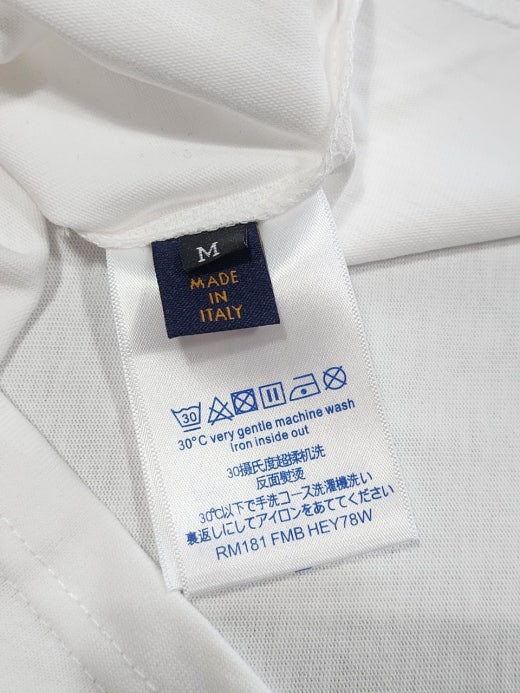 M
MADE
IN
ITALY
30
30°C very gentle machine wash
Iron inside out
30摄氏度超柔机洗
反面熨烫
30℃以下で手洗コース洗濯機洗い
裏返しにしてアイロンをあててください
RM181 FMB HEY78W